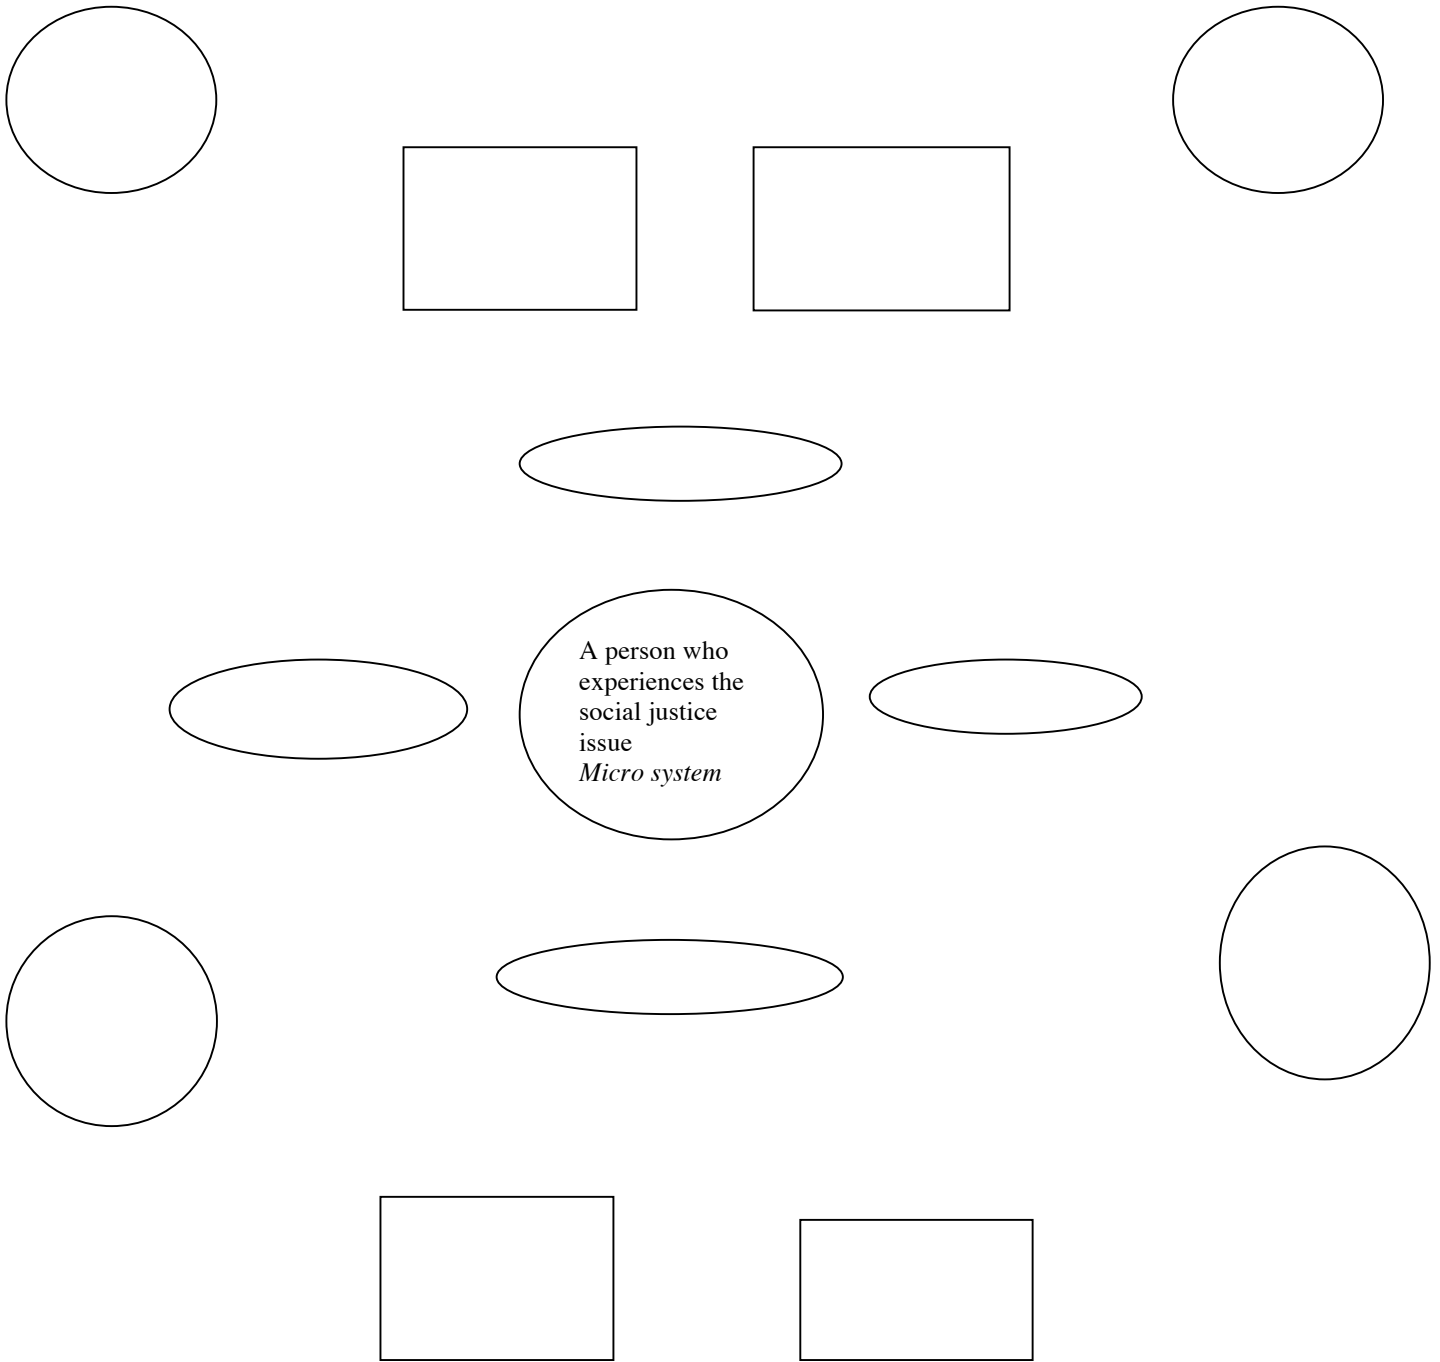 A person who
experiences the
social justice
issue
Micro system